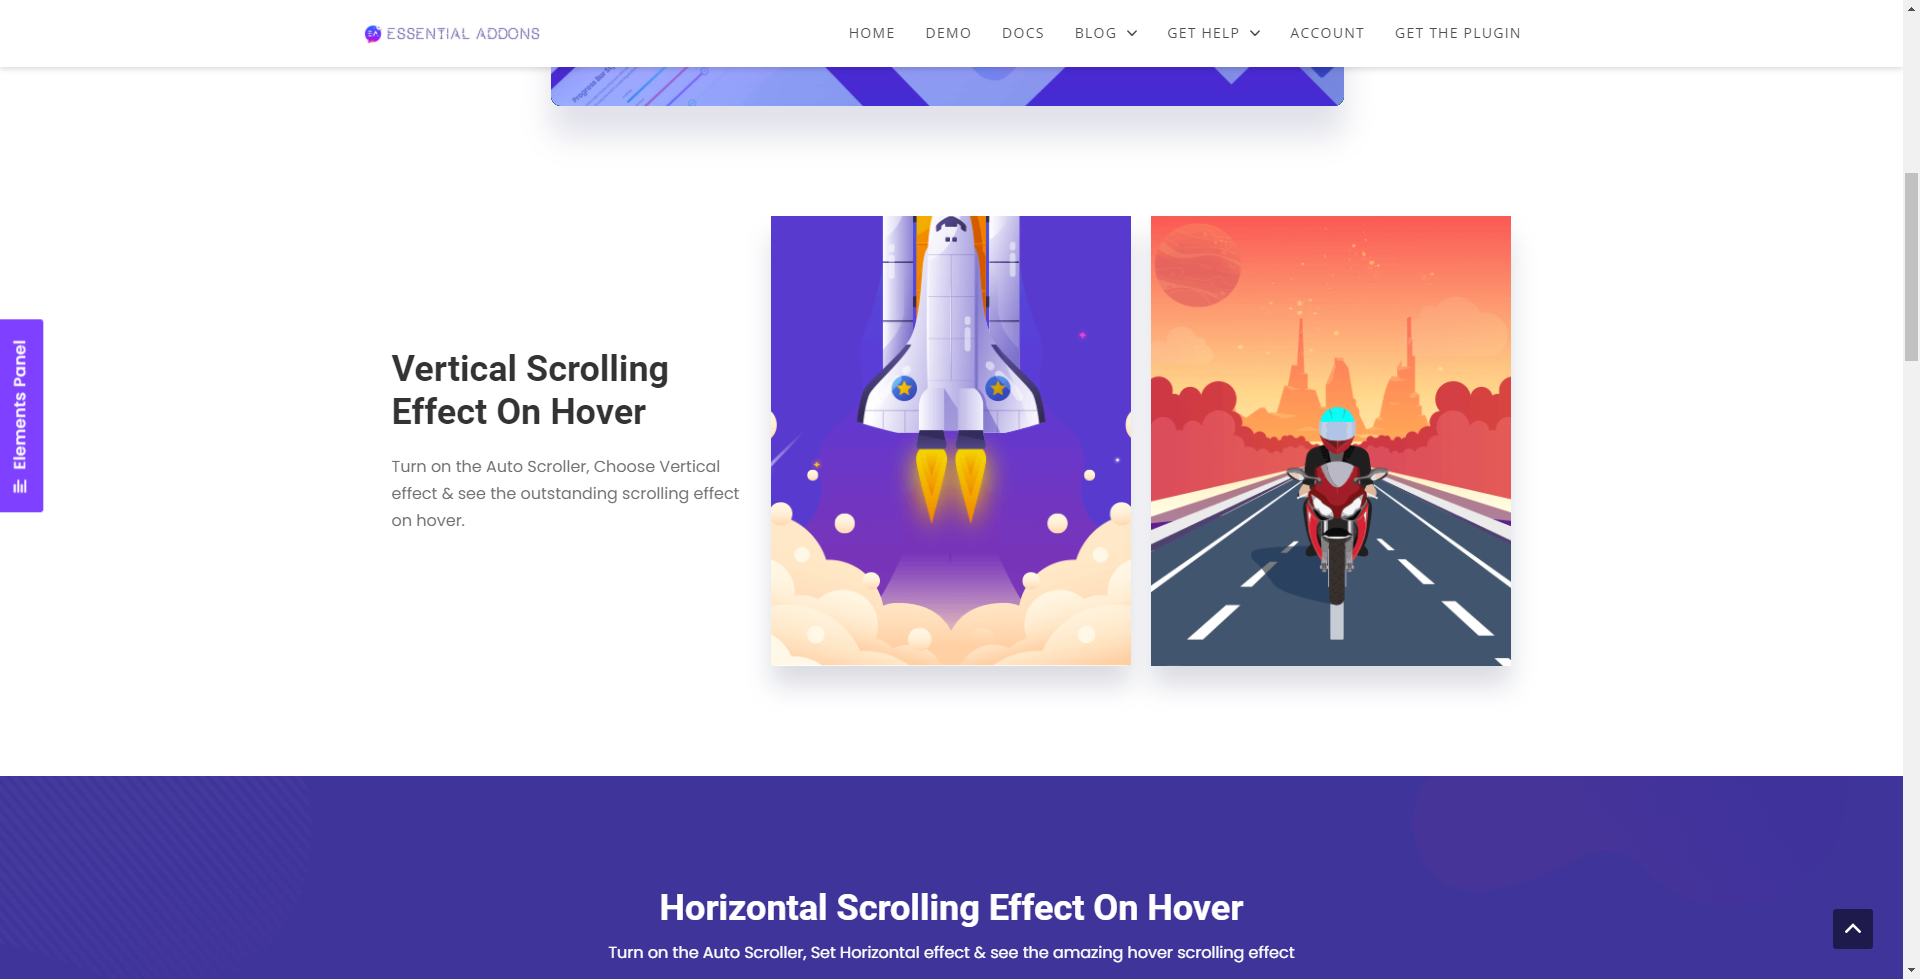 ESSENTIAL ADDONS
HOME DEMO DOCS BLOG GET HELP ACCOUNT GET THE PLUGIN
Elements Panel
Vertical Scrolling
Effect On Hover
Turn on the Auto Scroller, Choose Vertical
effect & see the outstanding scrolling effect
on hover.
Horizontal Scrolling Effect On Hover
Turn on the Auto Scroller, Set Horizontal effect & see the amazing hover scrolling effect